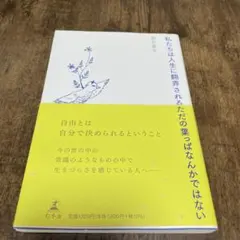 私たちは人生に翻弄されるただの葉っぱなんかではない
自由とは
自分で決められるということ
今の世の中の
常識のようなものの中で
生きづらさを感じている人へ――
幻冬舎